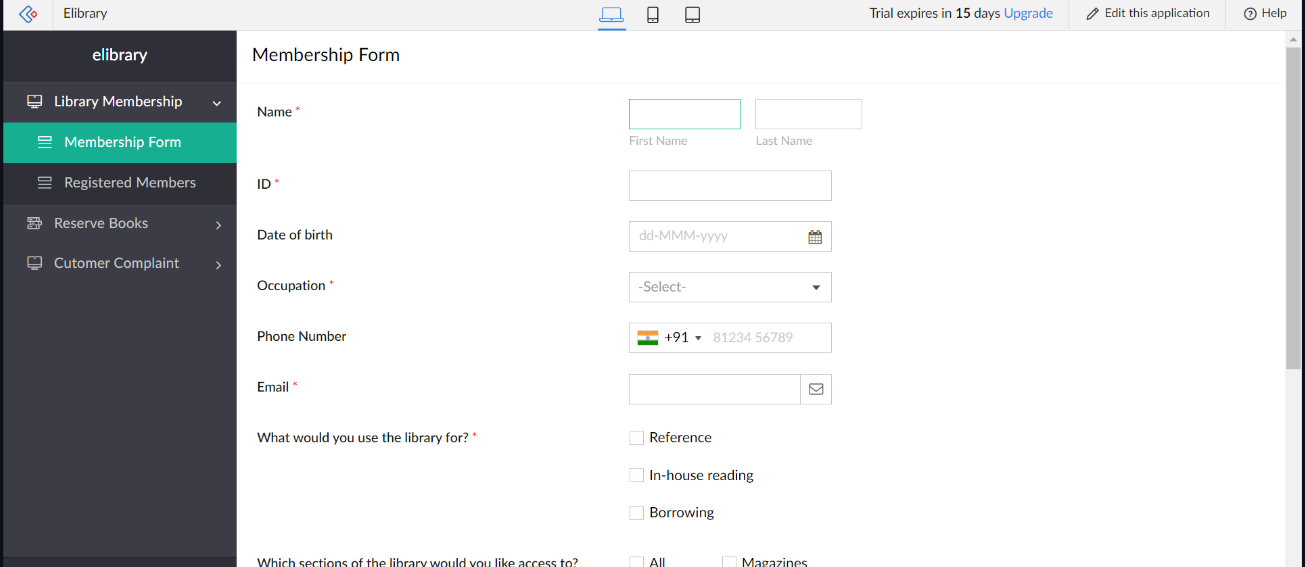 Elibrary
Trial expires in 15 days Upgrade
Edit this application
Help
elibrary
Library Membership
Membership Form
Registered Members
Reserve Books
Cutomer Complaint
Membership Form
Name *
First Name
Last Name
ID *
Date of birth
dd-MMM-yyyy
Occupation *
-Select-
Phone Number
+91
81234 56789
Email *
What would you use the library for? *
Reference
In-house reading
Borrowing
Which sections of the library would you like access to?
All
Magazines